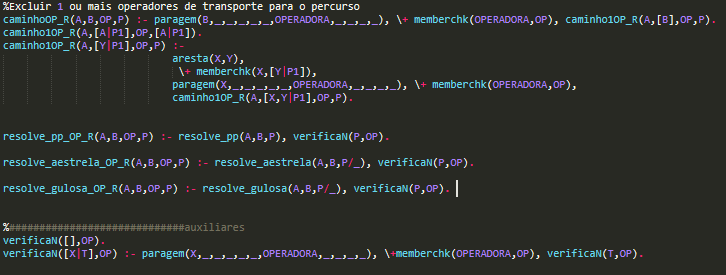 %Excluir 1 ou mais operadores de transporte para o percurso
caminhoOP_R(A,B,OP,P) :- paragem(B,_,_,_,_,_,_,OPERADORA,_,_,_,_), \+ memberchk(OPERADORA,OP), caminho1OP_R(A,[B],OP,P).
caminho1OP_R(A,[A|P1],OP,[A|P1]).
caminho1OP_R(A,[Y|P1],OP,P) :-
aresta(X,Y),
\+ memberchk(X,[Y|P1]),
paragem(X,_,_,_,_,_,_,OPERADORA,_,_,_,_), \+ memberchk(OPERADORA,OP),
caminho1OP_R(A,[X,Y|P1],OP,P).
resolve_pp_OP_R(A,B,OP,P) :- resolve_pp(A,B,P), verificaN(P,OP).
resolve_aestrela_OP_R(A,B,OP,P) :- resolve_aestrela(A,B,P/_), verificaN(P,OP).
resolve_gulosa_OP_R(A,B,OP,P) :- resolve_gulosa(A,B,P/_), verificaN(P,OP).
%############################auxiliares
verificaN([],OP).
verificaN([X|T],OP) :- paragem(X,_,_,_,_,_,_,OPERADORA,_,_,_,_), \+memberchk(OPERADORA,OP), verificaN(T,OP).